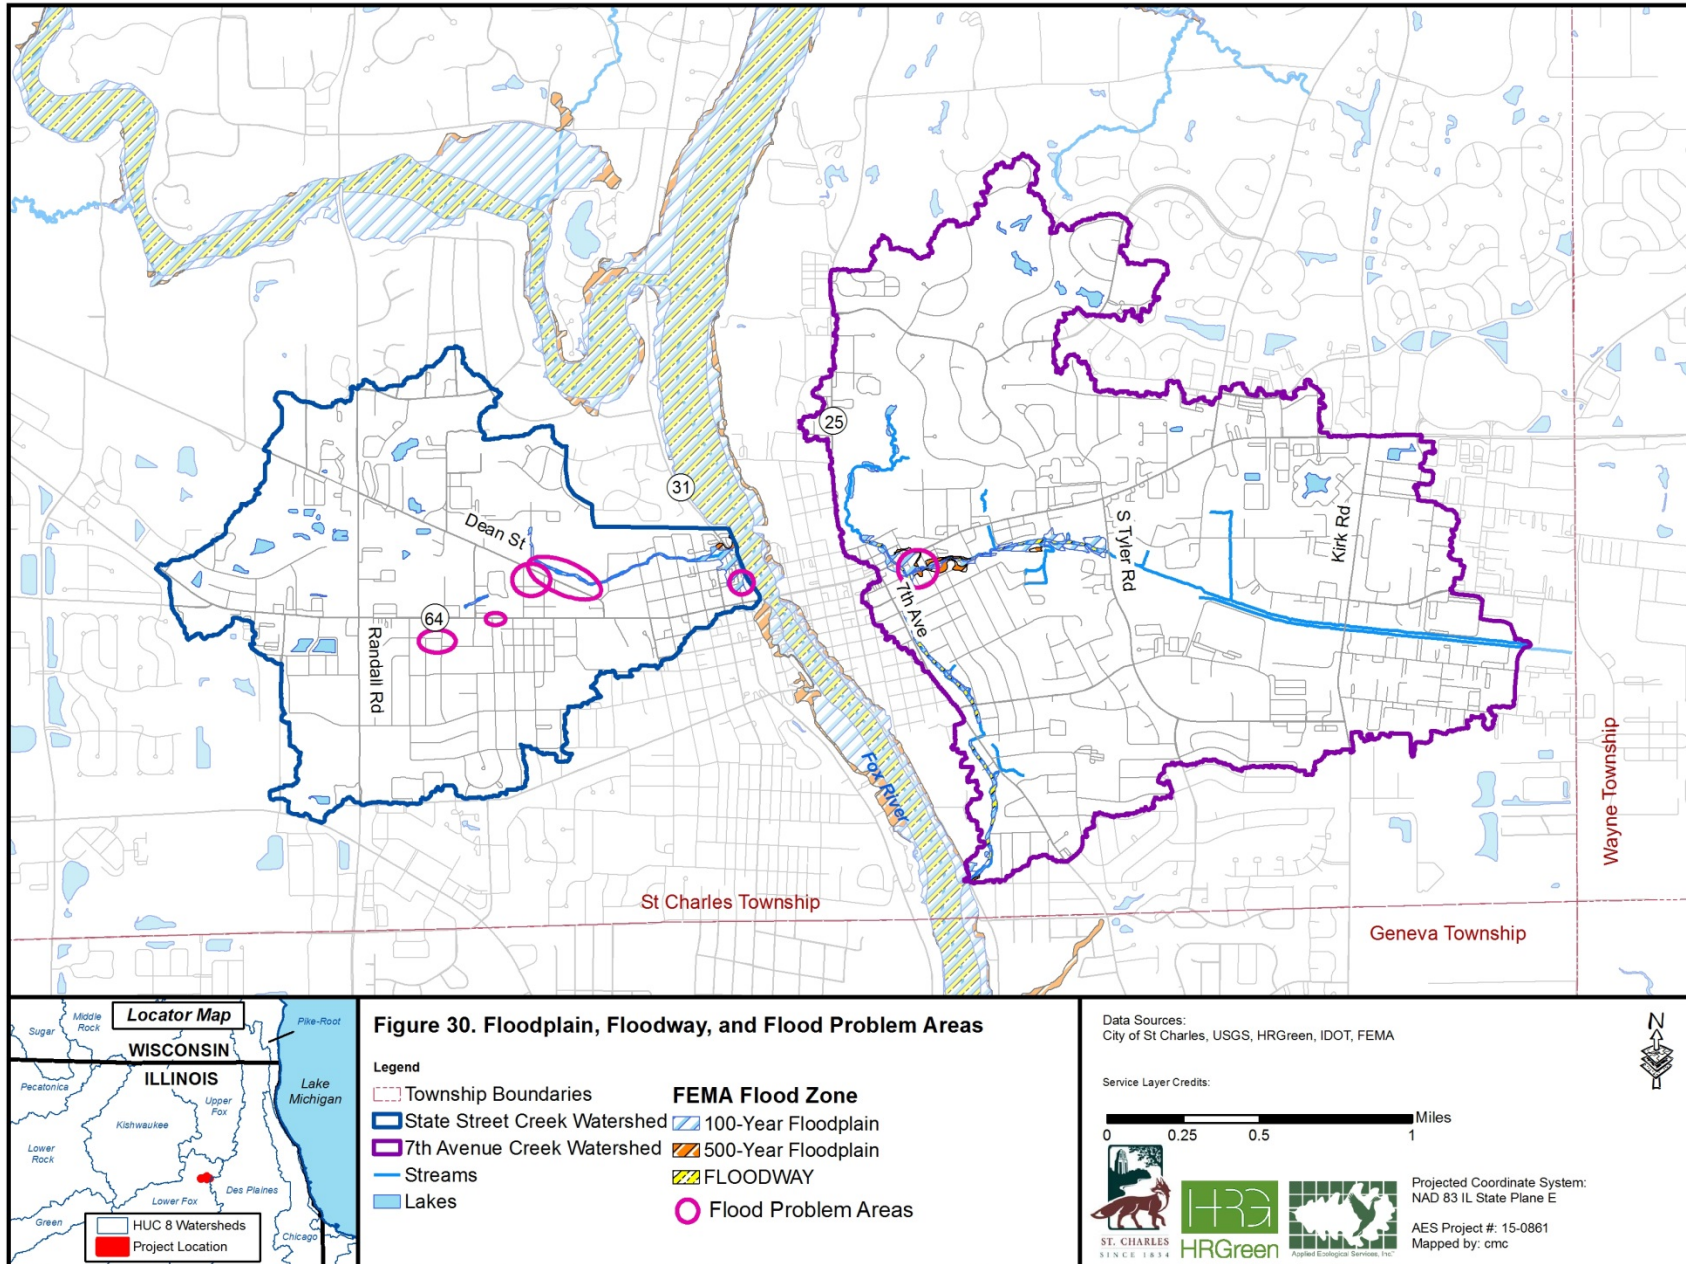 25
31
Dean St
S Tyler Rd
Kirk Rd
64
7th Ave
Randall Rd
Fox River
Wayne Township
St Charles Township
Geneva Township
Locator Map
Sugar
Middle
Rock
Pike-Root
WISCONSIN
ILLINOIS
Pecatonica
Lake
Michigan
Upper
Fox
Kishwaukee
Lower
Rock
Lower Fox
Des Plaines
Green
Chicago
HUC 8 Watersheds
Project Location
Figure 30. Floodplain, Floodway, and Flood Problem Areas
Legend
Township Boundaries
State Street Creek Watershed
7th Avenue Creek Watershed
Streams
Lakes
FEMA Flood Zone
100-Year Floodplain
500-Year Floodplain
FLOODWAY
Flood Problem Areas
Data Sources:
City of St Charles, USGS, HRGreen, IDOT, FEMA
Service Layer Credits:
N
Miles
0 0.25 0.5 1
ST. CHARLES
SINCE 1834
HRG
HRGreen
Applied Ecological Services, Inc.
Projected Coordinate System:
NAD 83 IL State Plane E
AES Project #: 15-0861
Mapped by: cmc